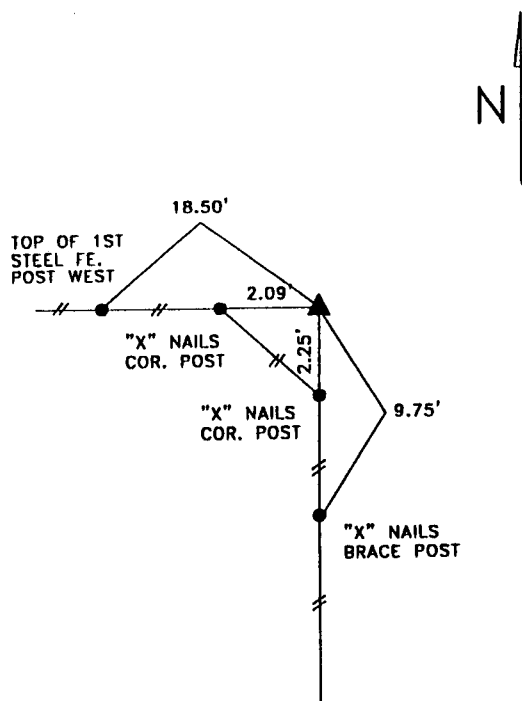 N
18.50'
TOP OF 1ST
STEEL FE.
POST WEST
2.09'
"X" NAILS
COR. POST
2.25'
"X" NAILS
COR. POST
9.75'
"X" NAILS
BRACE POST